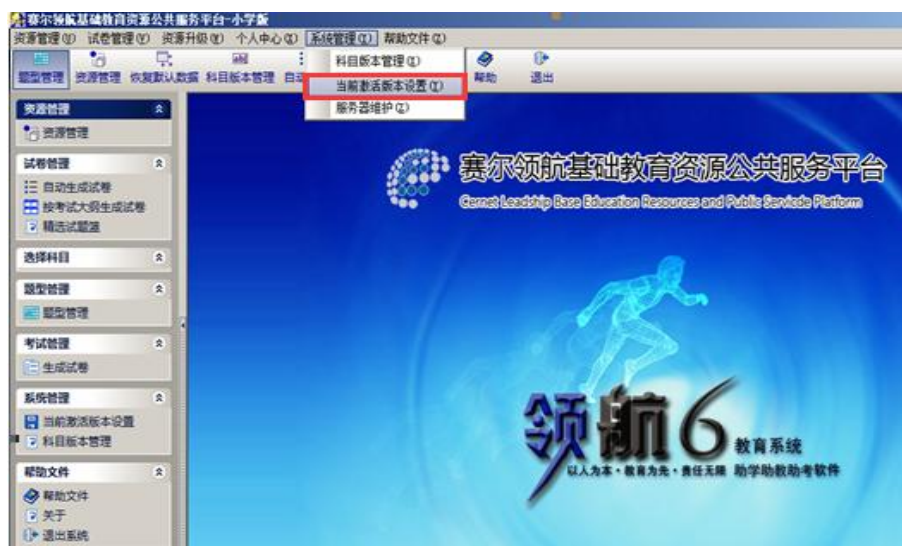 赛尔领航基础教育资源公共服务平台-小学版
资源管理(U) 试卷管理(V) 资源升级(W) 个人中心(X) 系统管理(Y) 帮助文件(Z)
题型管理 资源管理 恢复默认数据 科目版本管理 自动 帮助 退出
科目版本管理
当前激活版本设置
服务器维护(Z)
资源管理
资源管理
试卷管理
自动生成试卷
按考试大纲生成试卷
精选试题篮
选择科目
题型管理
题型管理
考试管理
生成试卷
系统管理
当前激活版本设置
科目版本管理
帮助文件
帮助文件
关于
退出系统
赛尔领航基础教育资源公共服务平台
Cernet Leadship Base Education Resources and Public Servicde Platform
领航6 教育系统
以人为本·教育为先·责任无限 助学助教助考软件